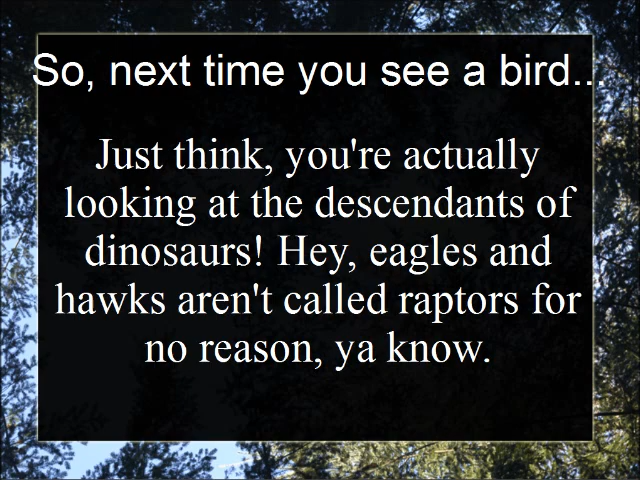 So, next time you see a bird...
Just think, you're actually
looking at the descendants of
dinosaurs! Hey, eagles and
hawks aren't called raptors for
no reason, ya know.